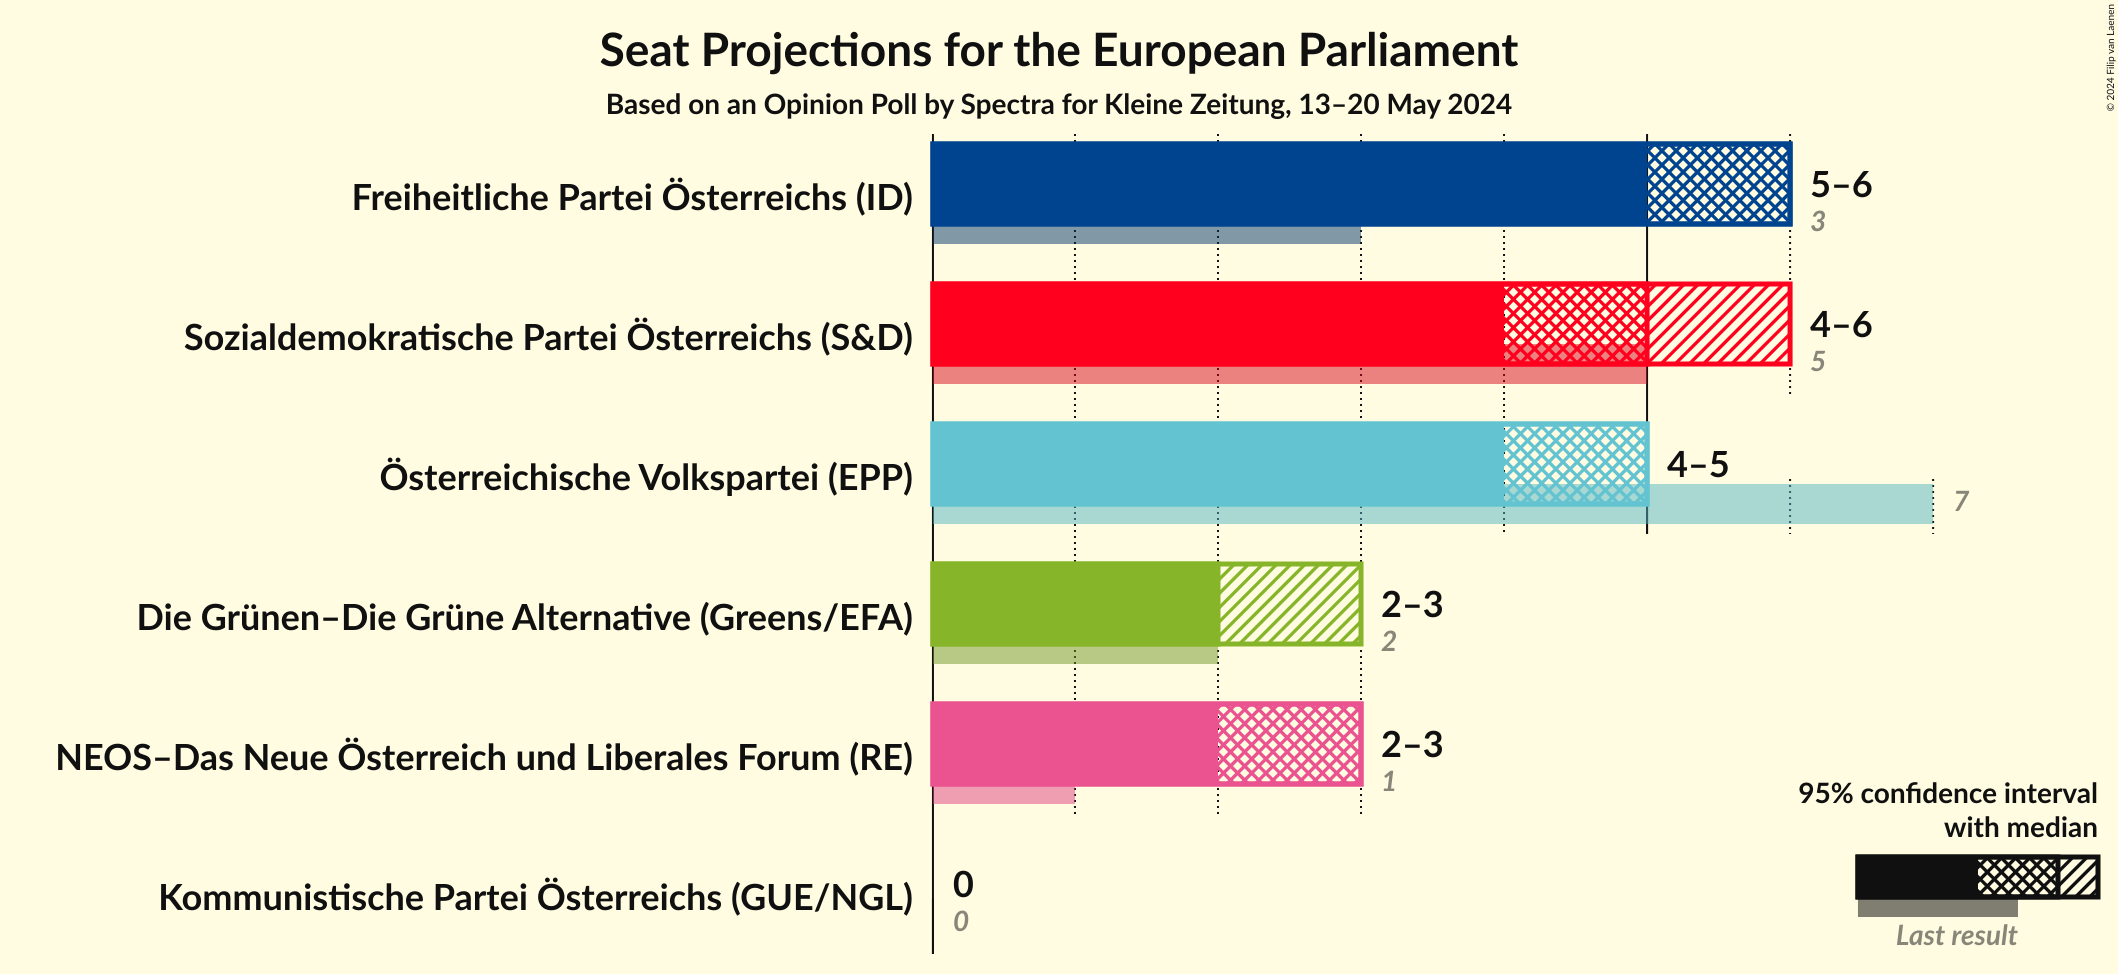 Seat Projections for the European Parliament
Based on an Opinion Poll by Spectra for Kleine Zeitung, 13–20 May 2024
© 2024 Filip van Laenen
Freiheitliche Partei Österreichs (ID)
5–6
3
Sozialdemokratische Partei Österreichs (S&D)
4–6
5
Österreichische Volkspartei (EPP)
4–5
7
Die Grünen–Die Grüne Alternative (Greens/EFA)
2–3
2
NEOS–Das Neue Österreich und Liberales Forum (RE)
2–3
1
Kommunistische Partei Österreichs (GUE/NGL)
0
0
95% confidence interval
with median
Last result